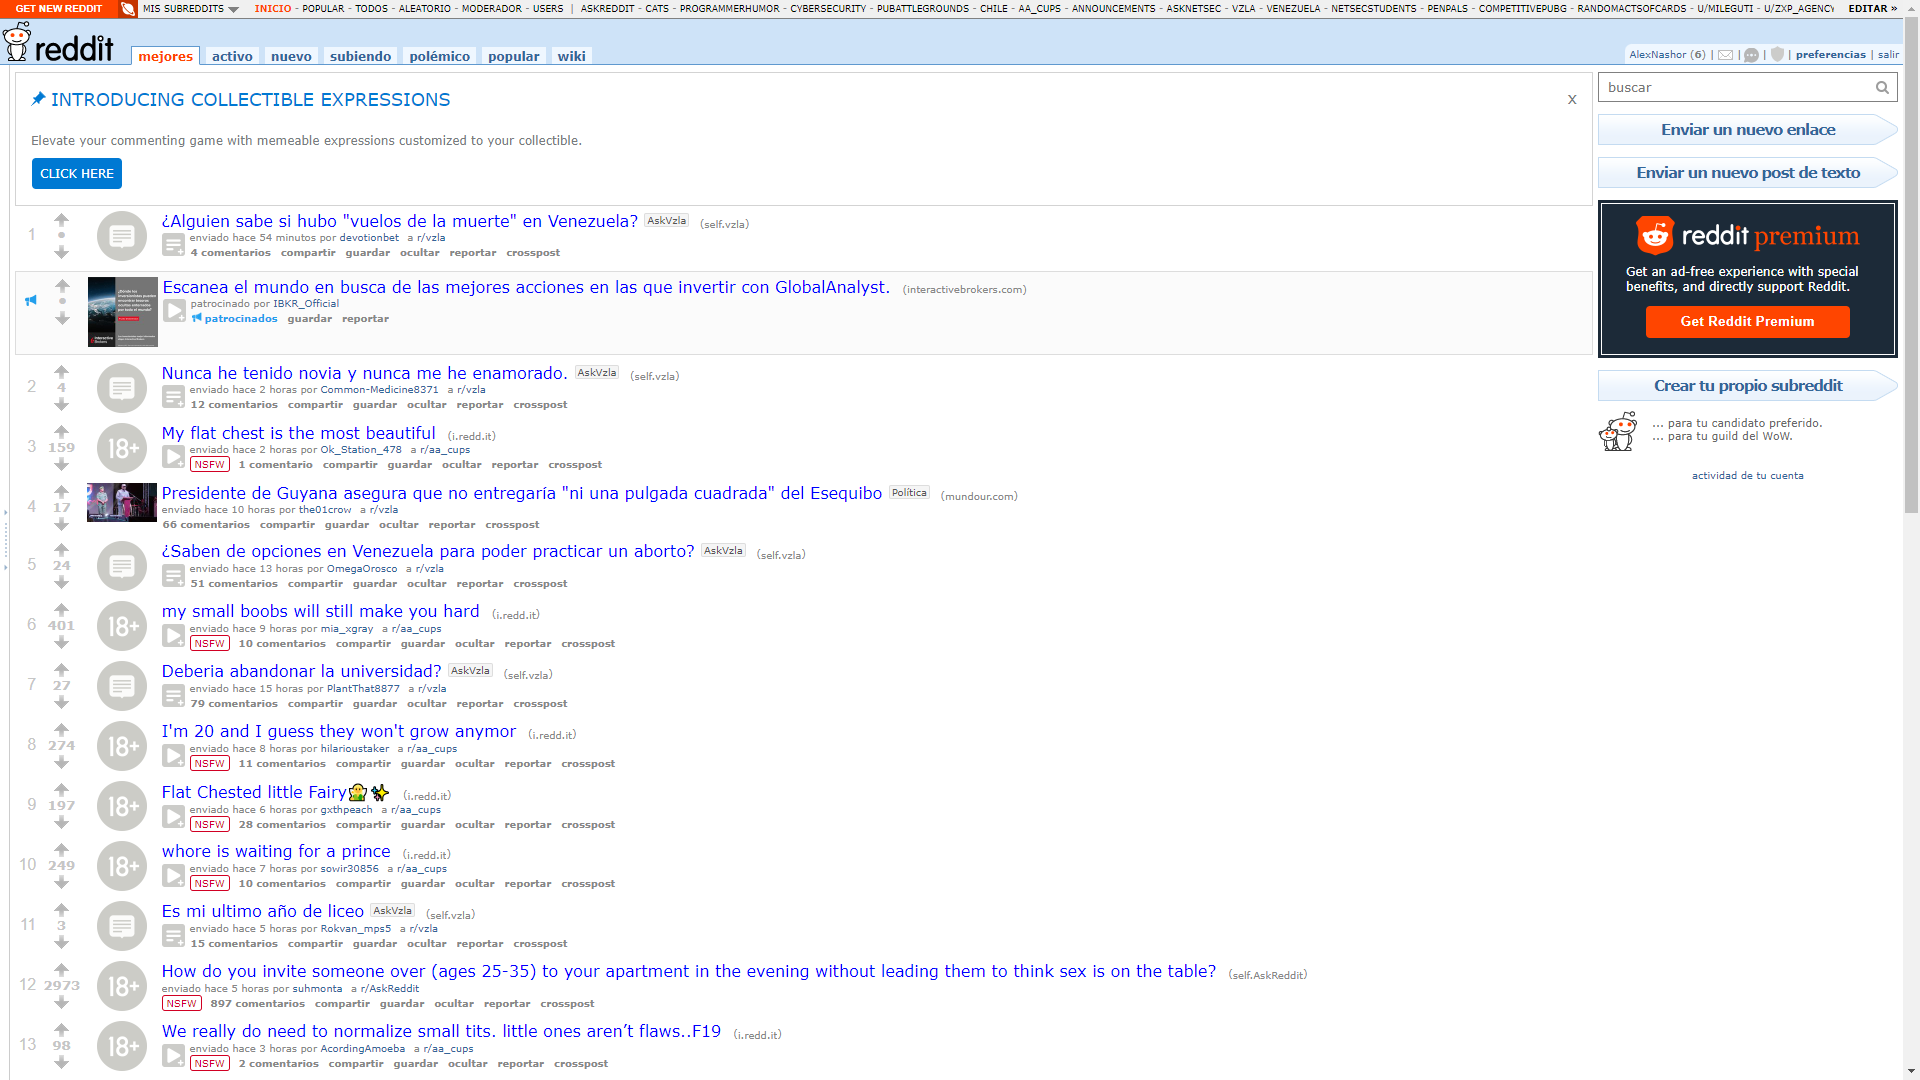 GET NEW REDDIT MIS SUBREDDITS INICIO - POPULAR - TODOS - ALEATORIO - MODERADOR - USERS | ASKREDDIT - CATS - PROGRAMMERHUMOR - CYBERSECURITY - PUBATTLEGROUNDS - CHILE - AA_CUPS - ANNOUNCEMENTS - ASKNETSEC - VZLA - VENEZUELA - NETSECSTUDENTS - PENPALS - COMPETITIVEPUBG - RANDOMACTSOFCARDS - U/MILEGUTI - U/ZXP_AGENCY EDITAR »
reddit mejores activo nuevo subiendo polémico popular wiki
AlexNashor (6) | | | | preferencias | salir
INTRODUCING COLLECTIBLE EXPRESSIONS X
Elevate your commenting game with memeable expressions customized to your collectible.
CLICK HERE
1 ¿Alguien sabe si hubo "vuelos de la muerte" en Venezuela? AskVzla (self.vzla)
enviado hace 54 minutos por devotionbet a r/vzla
4 comentarios compartir guardar ocultar reportar crosspost
Escanea el mundo en busca de las mejores acciones en las que invertir con GlobalAnalyst. (interactivebrokers.com)
patrocinado por IBKR_Official
patrocinados guardar reportar
2 4 Nunca he tenido novia y nunca me he enamorado. AskVzla (self.vzla)
enviado hace 2 horas por Common-Medicine8371 a r/vzla
12 comentarios compartir guardar ocultar reportar crosspost
3 159 18+ My flat chest is the most beautiful (i.redd.it)
enviado hace 2 horas por Ok_Station_478 a r/aa_cups
NSFW 1 comentario compartir guardar ocultar reportar crosspost
4 17 Presidente de Guyana asegura que no entregaría "ni una pulgada cuadrada" del Esequibo Política (mundour.com)
enviado hace 10 horas por the01crow a r/vzla
66 comentarios compartir guardar ocultar reportar crosspost
5 24 ¿Saben de opciones en Venezuela para poder practicar un aborto? AskVzla (self.vzla)
enviado hace 13 horas por OmegaOrosco a r/vzla
51 comentarios compartir guardar ocultar reportar crosspost
6 401 18+ my small boobs will still make you hard (i.redd.it)
enviado hace 9 horas por mia_xgray a r/aa_cups
NSFW 10 comentarios compartir guardar ocultar reportar crosspost
7 27 Deberia abandonar la universidad? AskVzla (self.vzla)
enviado hace 15 horas por PlantThat8877 a r/vzla
79 comentarios compartir guardar ocultar reportar crosspost
8 274 18+ I'm 20 and I guess they won't grow anymor (i.redd.it)
enviado hace 8 horas por hilarioustaker a r/aa_cups
NSFW 11 comentarios compartir guardar ocultar reportar crosspost
9 197 18+ Flat Chested little Fairy🧚✨ (i.redd.it)
enviado hace 6 horas por gxthpeach a r/aa_cups
NSFW 28 comentarios compartir guardar ocultar reportar crosspost
10 249 18+ whore is waiting for a prince (i.redd.it)
enviado hace 7 horas por sowir30856 a r/aa_cups
NSFW 10 comentarios compartir guardar ocultar reportar crosspost
11 3 Es mi ultimo año de liceo AskVzla (self.vzla)
enviado hace 5 horas por Rokvan_mps5 a r/vzla
15 comentarios compartir guardar ocultar reportar crosspost
12 2973 18+ How do you invite someone over (ages 25-35) to your apartment in the evening without leading them to think sex is on the table? (self.AskReddit)
enviado hace 5 horas por suhmonta a r/AskReddit
NSFW 897 comentarios compartir guardar ocultar reportar crosspost
13 98 18+ We really do need to normalize small tits. little ones aren’t flaws..F19 (i.redd.it)
enviado hace 3 horas por AcordingAmoeba a r/aa_cups
NSFW 2 comentarios compartir guardar ocultar reportar crosspost
buscar
Enviar un nuevo enlace
Enviar un nuevo post de texto
reddit premium
Get an ad-free experience with special
benefits, and directly support Reddit.
Get Reddit Premium
Crear tu propio subreddit
... para tu candidato preferido.
... para tu guild del WoW.
actividad de tu cuenta